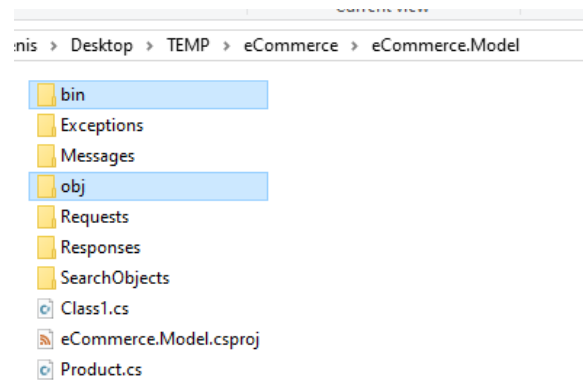 enis > Desktop > TEMP > eCommerce > eCommerce.Model
bin
Exceptions
Messages
obj
Requests
Responses
SearchObjects
Class1.cs
eCommerce.Model.csproj
Product.cs